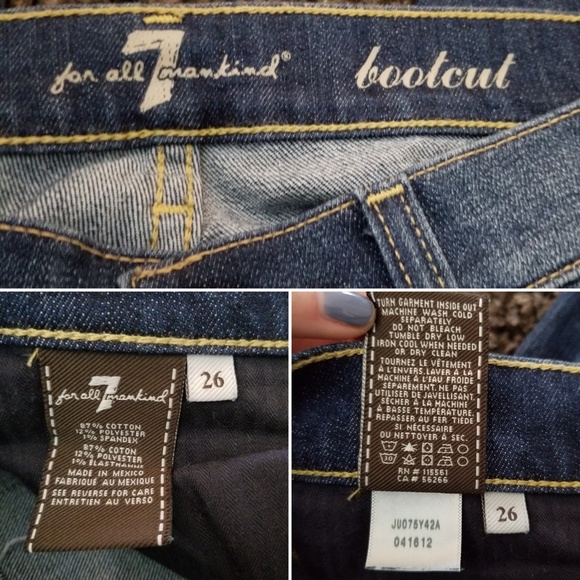 for all 7 mankind® bootcut
for all 7 mankind
26
87% COTTON
12% POLYESTER
1% SPANDEX
87% COTON
12% POLYESTER
1% ELASTHANNE
MADE IN MEXICO
FABRIQUÉ AU MEXIQUE
SEE REVERSE FOR CARE
ENTRETIEN AU VERSO
TURN GARMENT INSIDE OUT
MACHINE WASH COLD
SEPARATELY
DO NOT BLEACH
TUMBLE DRY LOW
IRON COOL WHEN NEEDED
OR DRY CLEAN
TOURNEZ LE VÊTEMENT
À L'ENVERS.LAVER À LA
MACHINE À L'EAU FROIDE
SÉPARÉMENT. NE PAS
UTILISER DE JAVELLISANT.
SÉCHER À LA MACHINE
À BASSE TEMPÉRATURE.
REPASSER AU FER TIÈDE
SI NÉCESSAIRE
OU NETTOYER À SEC.
RN # 115561
CA # 56266
JU075Y42A
041612
26